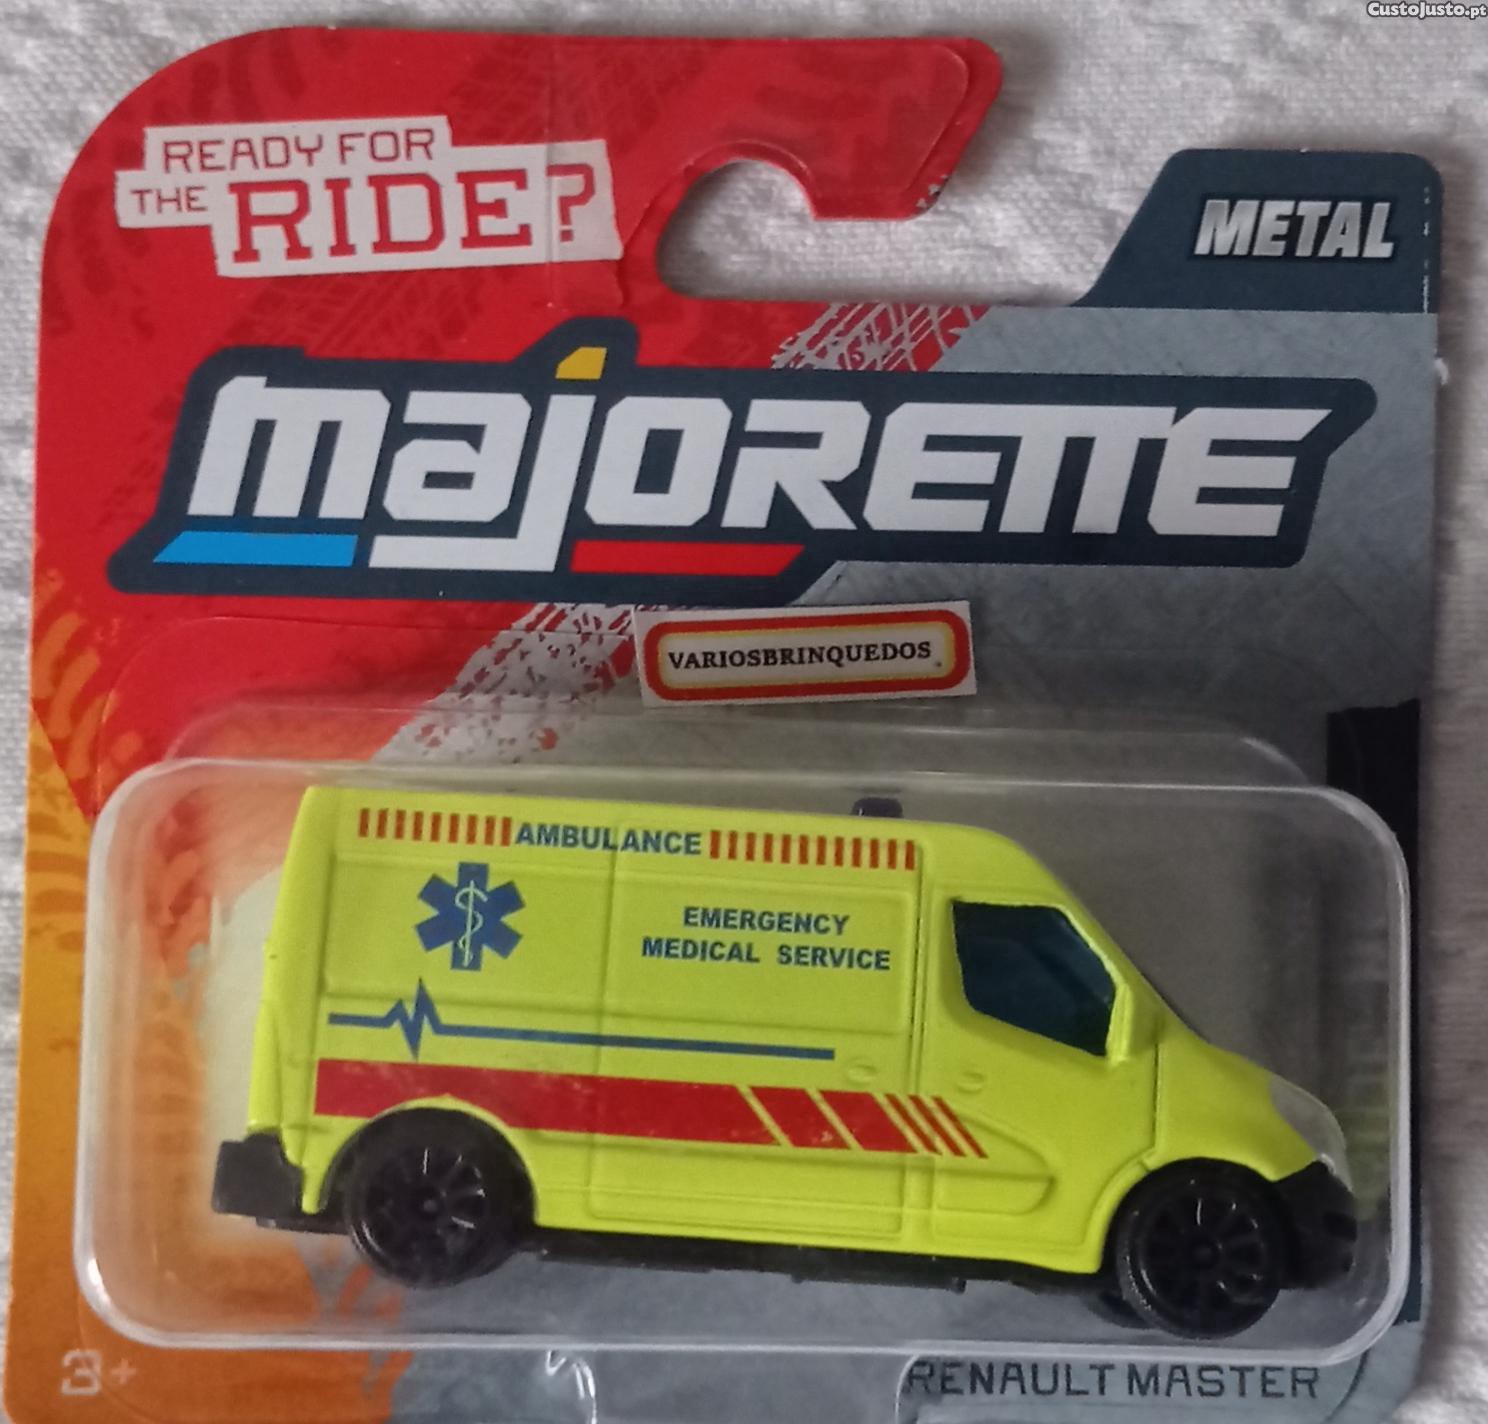 CustoJusto.pt
READY FOR
THE RIDE?
METAL
majORETTE
VARIOSBRINQUEDOS.
AMBULANCE
EMERGENCY
MEDICAL SERVICE
3+
RENAULT MASTER